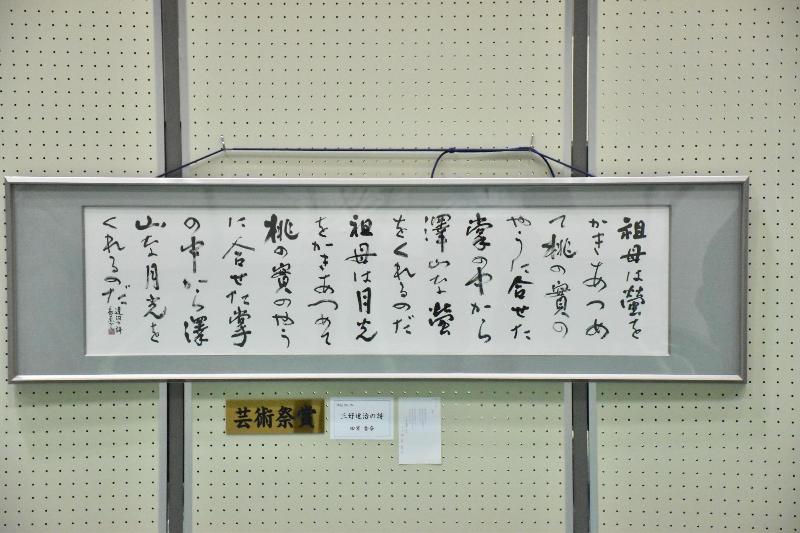 祖母は螢を
かきあつめ
て桃の實の
やうに合せた
掌の中から
澤山な螢
をくれるのだ
祖母は月光
をかきあつめて
桃の實のやう
に合せた掌
の中から澤
山な月光を
くれるのだ
達治の詩
芸術祭賞
三好達治の詩